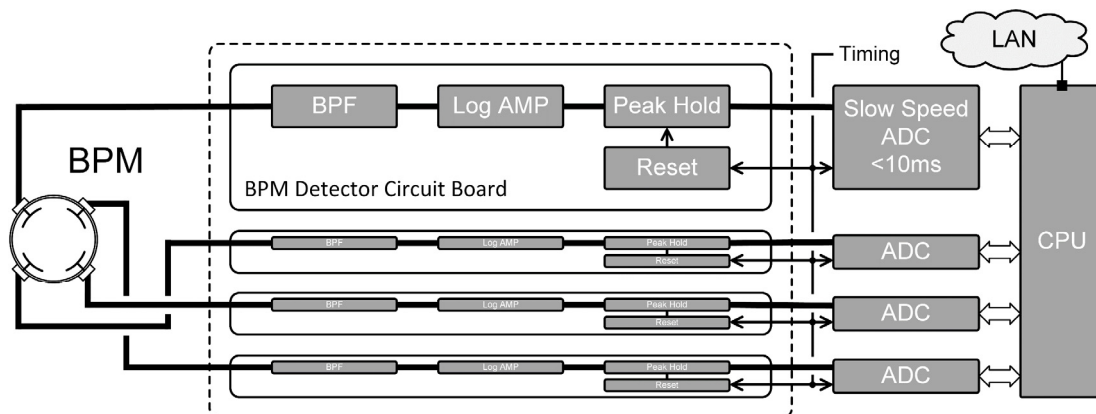 LAN
Timing
BPM
BPF
Log AMP
Peak Hold
Slow Speed
ADC
<10ms
Reset
BPM Detector Circuit Board
CPU
BPF
Log AMP
Peak Hold
Reset
ADC
BPF
Log AMP
Peak Hold
Reset
ADC
BPF
Log AMP
Peak Hold
Reset
ADC